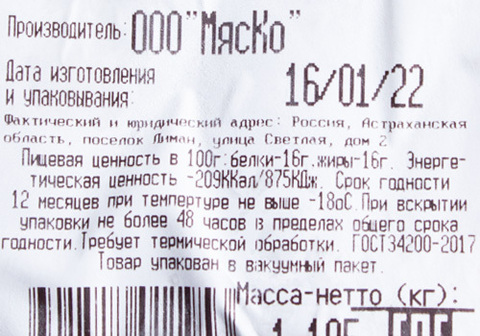 Производитель: ООО "МясКо"
Дата изготовления
и упаковывания: 16/01/22
Фактический и юридический адрес: Россия, Астраханская
область, поселок Лиман, улица Светлая, дом 2
Пищевая ценность в 100г:белки-16г.жиры-16г. Энерге-
тическая ценность -209ККал/875КДж. Срок годности
12 месяцев при темпертуре не выше -18оС.При вскрытии
упаковки не более 48 часов в пределах общего срока
годности.Требует термической обработки. ГОСТ34200-2017
Товар упакован в вакуумный пакет.
Масса-нетто (кг):